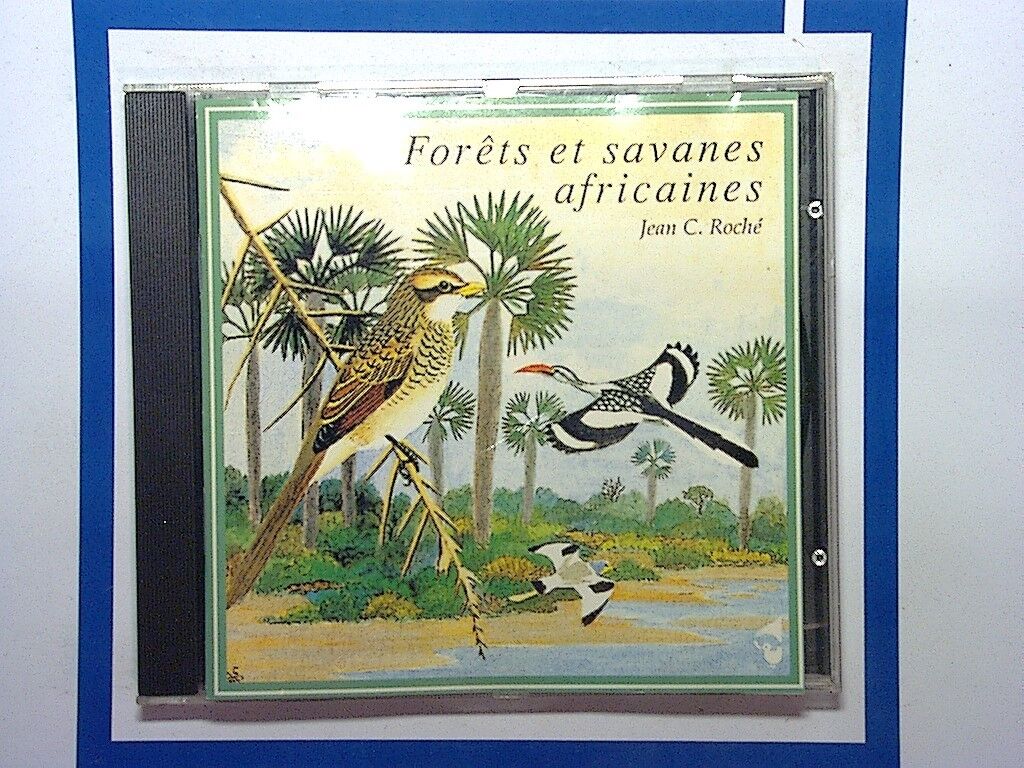 Forêts et savanes
africaines
Jean C. Roché